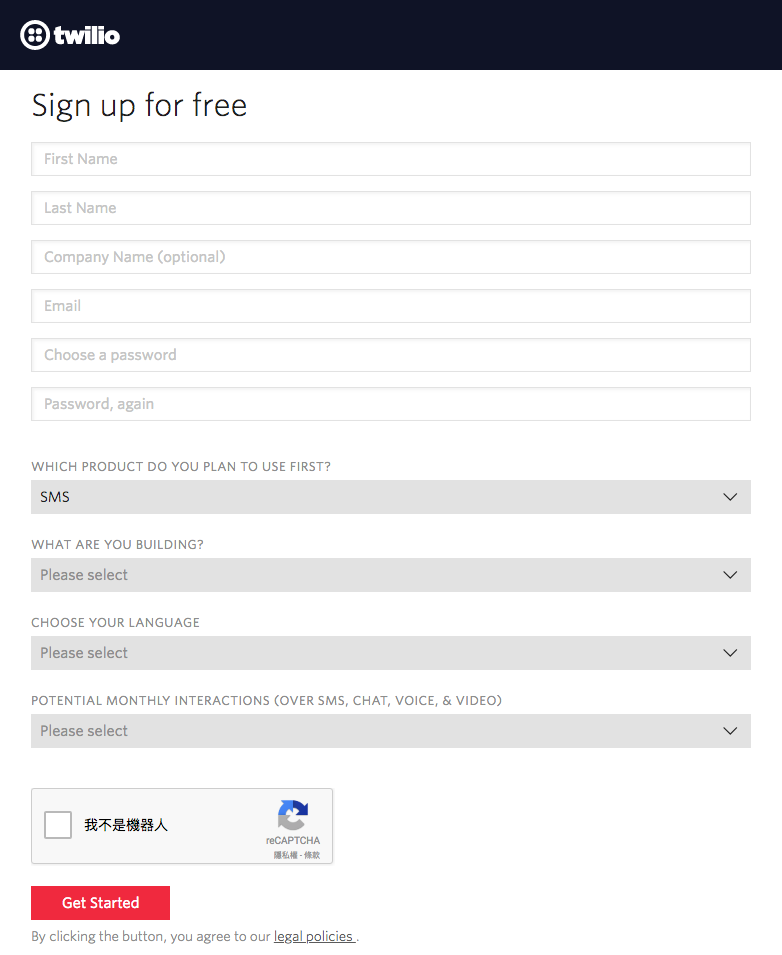 twilio
Sign up for free
First Name
Last Name
Company Name (optional)
Email
Choose a password
Password, again
WHICH PRODUCT DO YOU PLAN TO USE FIRST?
SMS
WHAT ARE YOU BUILDING?
Please select
CHOOSE YOUR LANGUAGE
Please select
POTENTIAL MONTHLY INTERACTIONS (OVER SMS, CHAT, VOICE, & VIDEO)
Please select
我不是機器人
reCAPTCHA
隱私權 - 條款
Get Started
By clicking the button, you agree to our legal policies .